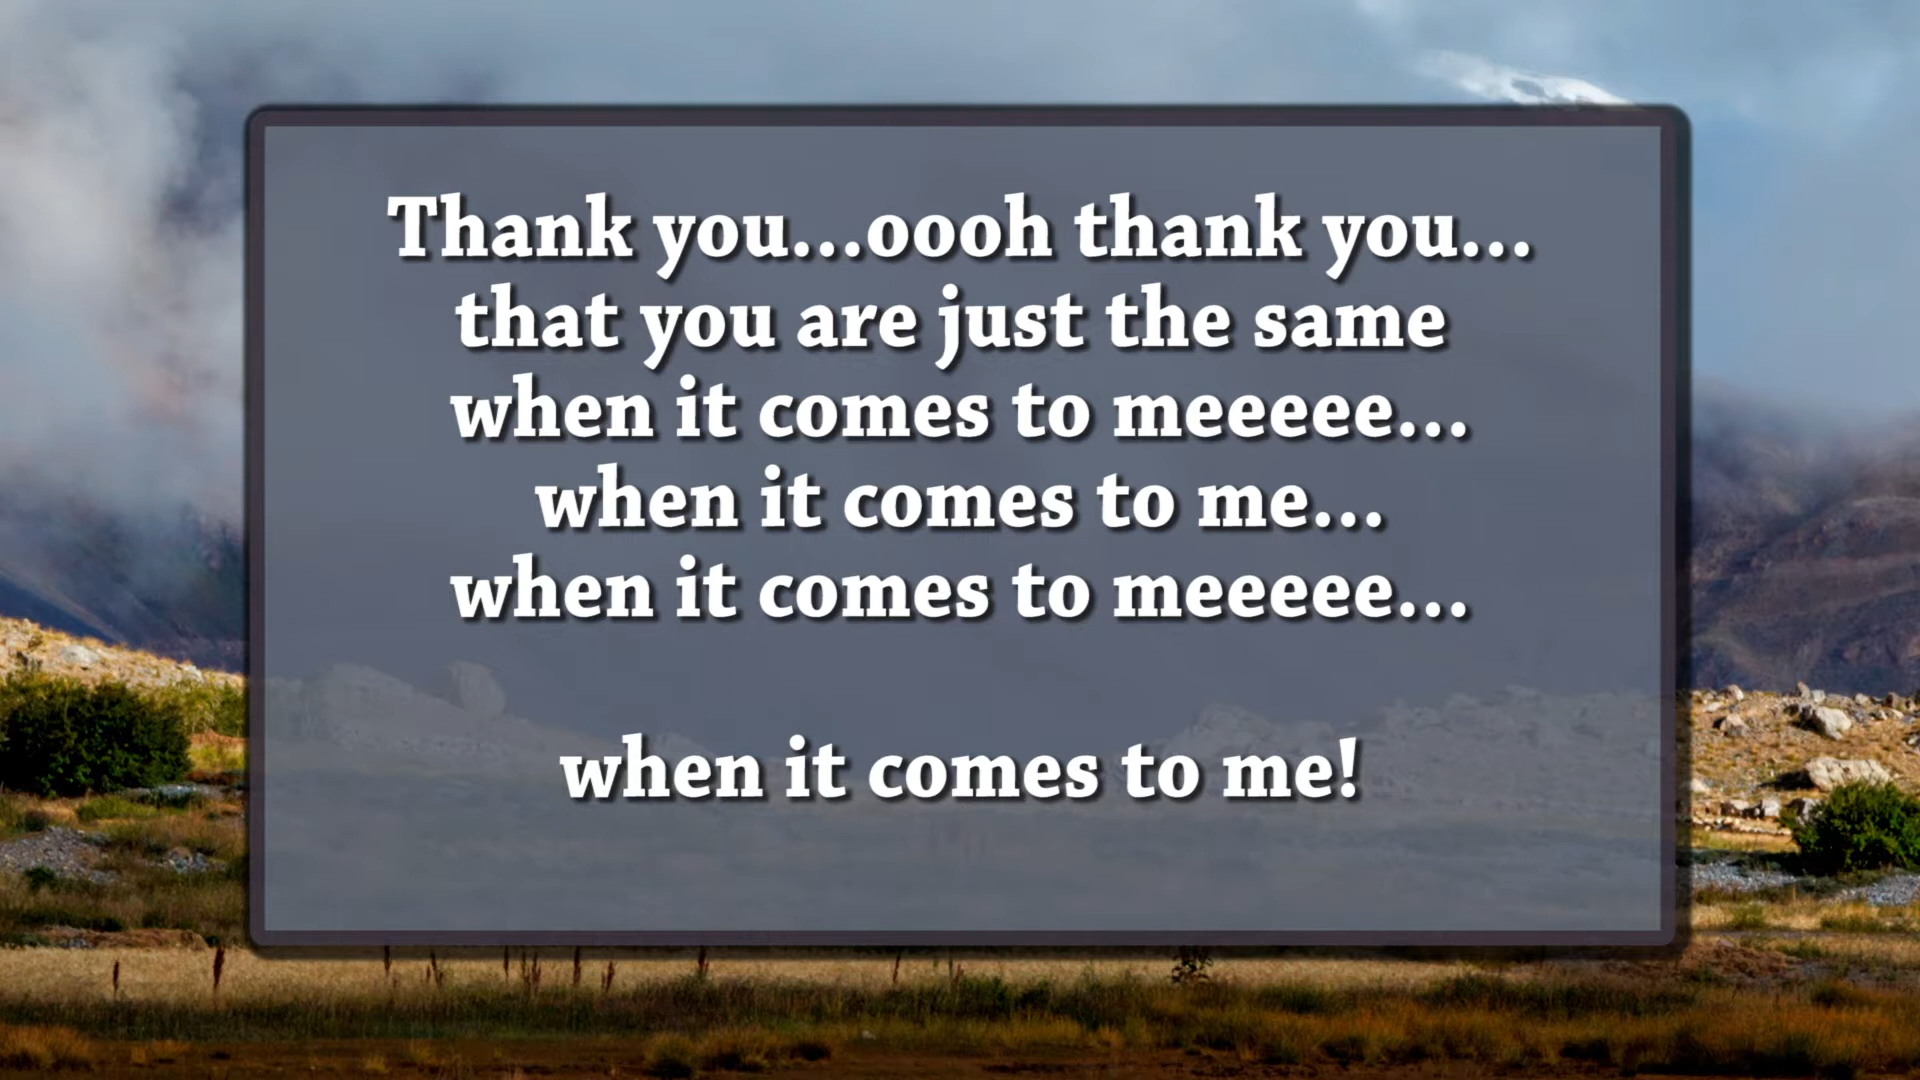 Thank you...oooh thank you...
that you are just the same
when it comes to meeeee...
when it comes to me...
when it comes to meeeee...
when it comes to me!